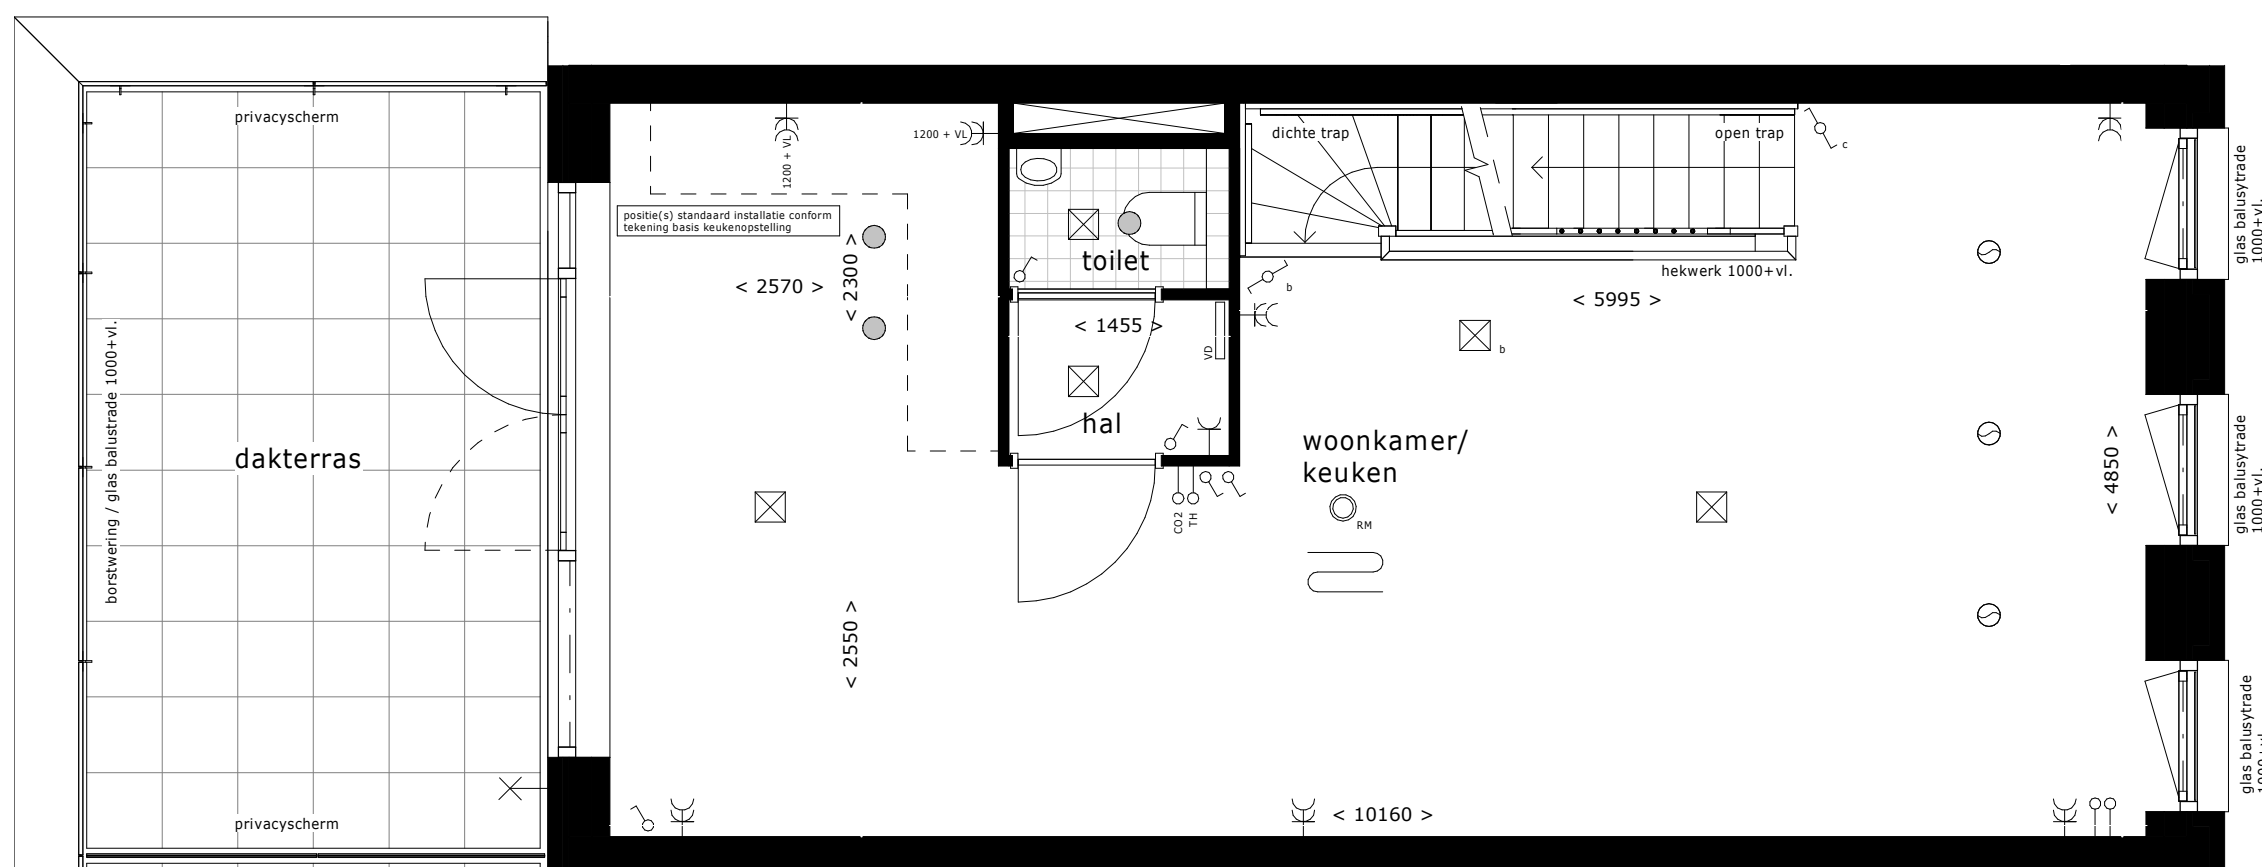 privacyscherm
1200 + VL
1200 + VL
dichte trap
open trap
c
positie(s) standaard installatie conform
tekening basis keukenopstelling
glas balusytrade
1000+vl.
toilet
hekwerk 1000+vl.
b
< 2570 >
< 2300 >
< 5995 >
< 1455 >
VD
b
borstwering / glas balustrade 1000+vl.
hal
dakterras
woonkamer/
keuken
< 4850 >
glas balusytrade
1000+vl.
CO2
TH
RM
< 2550 >
glas balusytrade
1000+vl.
< 10160 >
privacyscherm